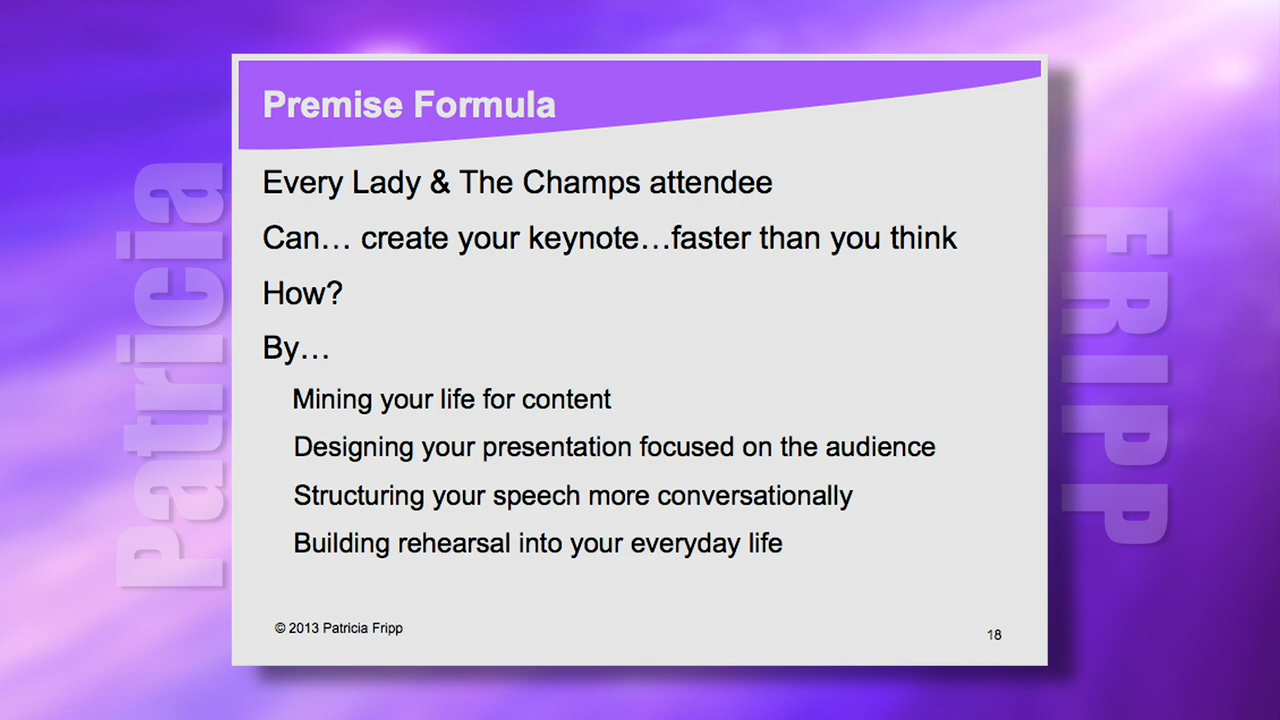 Patricia
Premise Formula
Every Lady & The Champs attendee
Can… create your keynote…faster than you think
How?
By…
Mining your life for content
Designing your presentation focused on the audience
Structuring your speech more conversationally
Building rehearsal into your everyday life
© 2013 Patricia Fripp
18
FRIPP